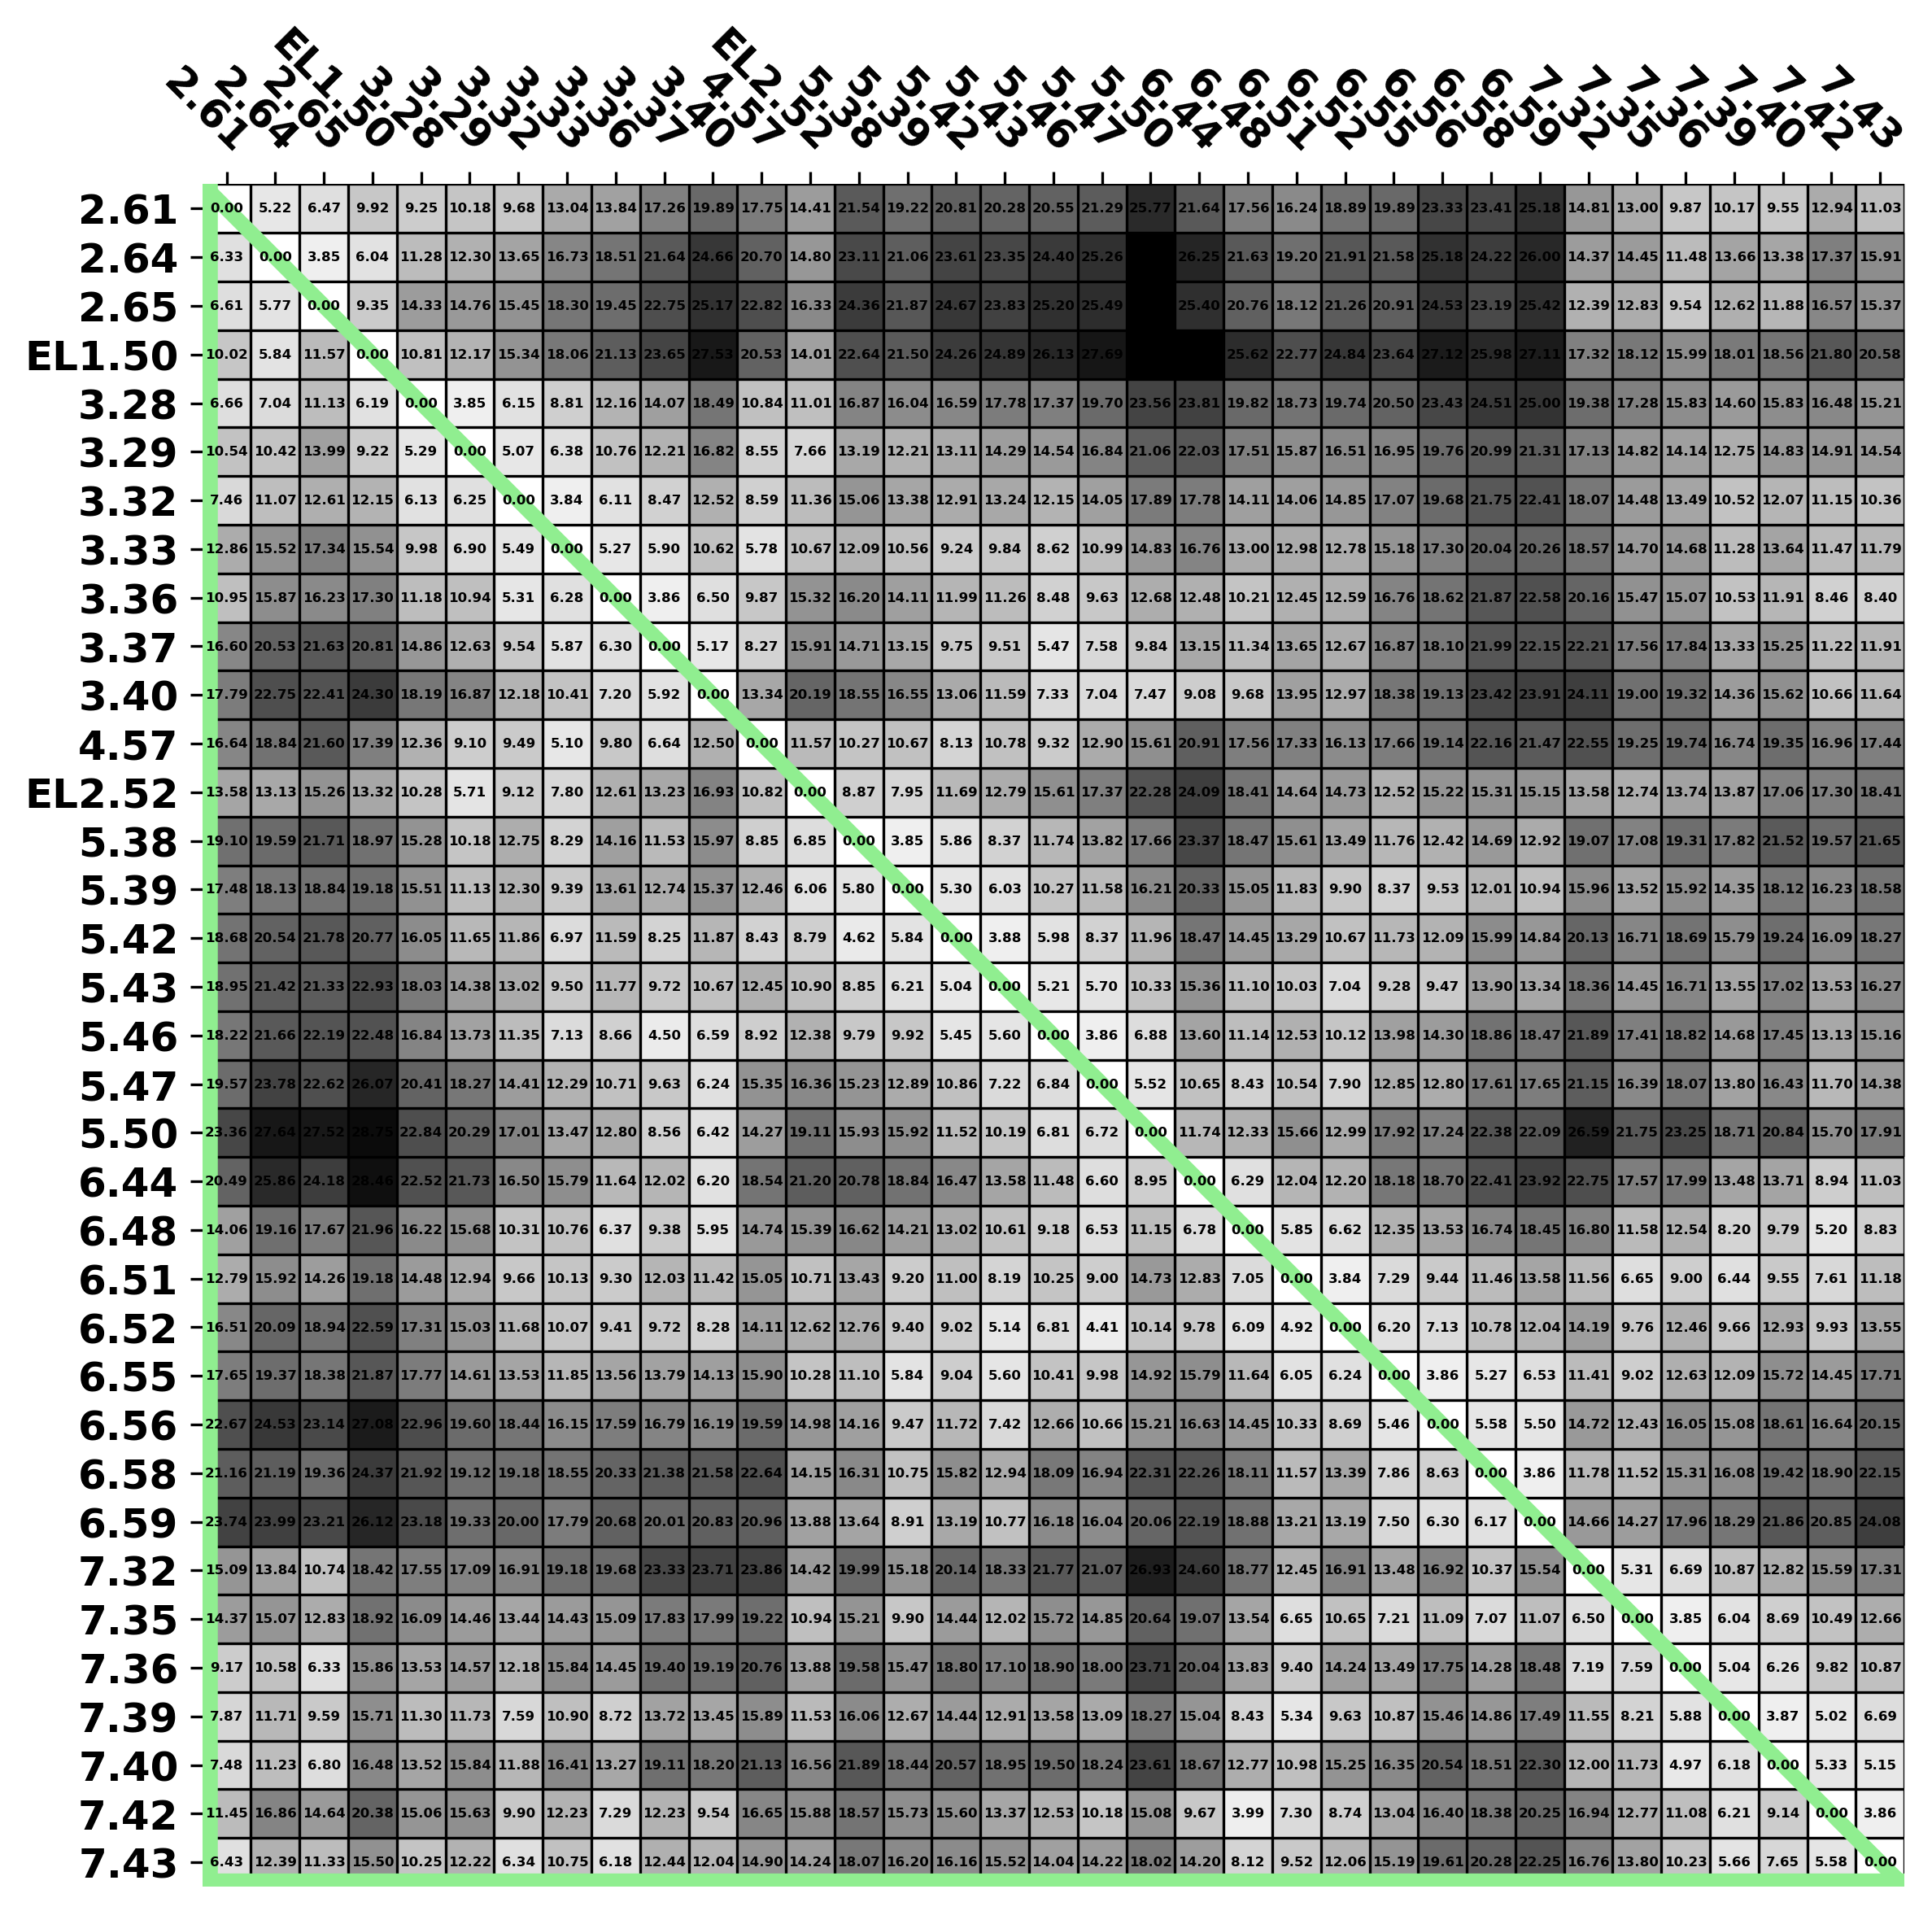 2.61 2.64 2.65 EL1.50 3.28 3.29 3.32 3.33 3.36 3.37 3.40 4.57 EL2.52 5.38 5.39 5.42 5.43 5.46 5.47 5.50 6.44 6.48 6.51 6.52 6.55 6.56 6.58 6.59 7.32 7.35 7.36 7.39 7.40 7.42 7.43
2.61 0.00 5.22 6.47 9.92 9.25 10.18 9.68 13.04 13.84 17.26 19.89 17.75 14.41 21.54 19.22 20.81 20.28 20.55 21.29 25.77 21.64 17.56 16.24 18.89 19.89 23.33 23.41 25.18 14.81 13.00 9.87 10.17 9.55 12.94 11.03
2.64 6.33 0.00 3.85 6.04 11.28 12.30 13.65 16.73 18.51 21.64 24.66 20.70 14.80 23.11 21.06 23.61 23.35 24.40 25.26 26.25 21.63 19.20 21.91 21.58 25.18 24.22 26.00 14.37 14.45 11.48 13.66 13.38 17.37 15.91
2.65 6.61 5.77 0.00 9.35 14.33 14.76 15.45 18.30 19.45 22.75 25.17 22.82 16.33 24.36 21.87 24.67 23.83 25.20 25.49 25.40 20.76 18.12 21.26 20.91 24.53 23.19 25.42 12.39 12.83 9.54 12.62 11.88 16.57 15.37
EL1.50 10.02 5.84 11.57 0.00 10.81 12.17 15.34 18.06 21.13 23.65 27.53 20.53 14.01 22.64 21.50 24.26 24.89 26.13 27.69 25.62 22.77 24.84 23.64 27.12 25.98 27.11 17.32 18.12 15.99 18.01 18.56 21.80 20.58
3.28 6.66 7.04 11.13 6.19 0.00 3.85 6.15 8.81 12.16 14.07 18.49 10.84 11.01 16.87 16.04 16.59 17.78 17.37 19.70 23.56 23.81 19.82 18.73 19.74 20.50 23.43 24.51 25.00 19.38 17.28 15.83 14.60 15.83 16.48 15.21
3.29 10.54 10.42 13.99 9.22 5.29 0.00 5.07 6.38 10.76 12.21 16.82 8.55 7.66 13.19 12.21 13.11 14.29 14.54 16.84 21.06 22.03 17.51 15.87 16.51 16.95 19.76 20.99 21.31 17.13 14.82 14.14 12.75 14.83 14.91 14.54
3.32 7.46 11.07 12.61 12.15 6.13 6.25 0.00 3.84 6.11 8.47 12.52 8.59 11.36 15.06 13.38 12.91 13.24 12.15 14.05 17.89 17.78 14.11 14.06 14.85 17.07 19.68 21.75 22.41 18.07 14.48 13.49 10.52 12.07 11.15 10.36
3.33 12.86 15.52 17.34 15.54 9.98 6.90 5.49 0.00 5.27 5.90 10.62 5.78 10.67 12.09 10.56 9.24 9.84 8.62 10.99 14.83 16.76 13.00 12.98 12.78 15.18 17.30 20.04 20.26 18.57 14.70 14.68 11.28 13.64 11.47 11.79
3.36 10.95 15.87 16.23 17.30 11.18 10.94 5.31 6.28 0.00 3.86 6.50 9.87 15.32 16.20 14.11 11.99 11.26 8.48 9.63 12.68 12.48 10.21 12.45 12.59 16.76 18.62 21.87 22.58 20.16 15.47 15.07 10.53 11.91 8.46 8.40
3.37 16.60 20.53 21.63 20.81 14.86 12.63 9.54 5.87 6.30 0.00 5.17 8.27 15.91 14.71 13.15 9.75 9.51 5.47 7.58 9.84 13.15 11.34 13.65 12.67 16.87 18.10 21.99 22.15 22.21 17.56 17.84 13.33 15.25 11.22 11.91
3.40 17.79 22.75 22.41 24.30 18.19 16.87 12.18 10.41 7.20 5.92 0.00 13.34 20.19 18.55 16.55 13.06 11.59 7.33 7.04 7.47 9.08 9.68 13.95 12.97 18.38 19.13 23.42 23.91 24.11 19.00 19.32 14.36 15.62 10.66 11.64
4.57 16.64 18.84 21.60 17.39 12.36 9.10 9.49 5.10 9.80 6.64 12.50 0.00 11.57 10.27 10.67 8.13 10.78 9.32 12.90 15.61 20.91 17.56 17.33 16.13 17.66 19.14 22.16 21.47 22.55 19.25 19.74 16.74 19.35 16.96 17.44
EL2.52 13.58 13.13 15.26 13.32 10.28 5.71 9.12 7.80 12.61 13.23 16.93 10.82 0.00 8.87 7.95 11.69 12.79 15.61 17.37 22.28 24.09 18.41 14.64 14.73 12.52 15.22 15.31 15.15 13.58 12.74 13.74 13.87 17.06 17.30 18.41
5.38 19.10 19.59 21.71 18.97 15.28 10.18 12.75 8.29 14.16 11.53 15.97 8.85 6.85 0.00 3.85 5.86 8.37 11.74 13.82 17.66 23.37 18.47 15.61 13.49 11.76 12.42 14.69 12.92 19.07 17.08 19.31 17.82 21.52 19.57 21.65
5.39 17.48 18.13 18.84 19.18 15.51 11.13 12.30 9.39 13.61 12.74 15.37 12.46 6.06 5.80 0.00 5.30 6.03 10.27 11.58 16.21 20.33 15.05 11.83 9.90 8.37 9.53 12.01 10.94 15.96 13.52 15.92 14.35 18.12 16.23 18.58
5.42 18.68 20.54 21.78 20.77 16.05 11.65 11.86 6.97 11.59 8.25 11.87 8.43 8.79 4.62 5.84 0.00 3.88 5.98 8.37 11.96 18.47 14.45 13.29 10.67 11.73 12.09 15.99 14.84 20.13 16.71 18.69 15.79 19.24 16.09 18.27
5.43 18.95 21.42 21.33 22.93 18.03 14.38 13.02 9.50 11.77 9.72 10.67 12.45 10.90 8.85 6.21 5.04 0.00 5.21 5.70 10.33 15.36 11.10 10.03 7.04 9.28 9.47 13.90 13.34 18.36 14.45 16.71 13.55 17.02 13.53 16.27
5.46 18.22 21.66 22.19 22.48 16.84 13.73 11.35 7.13 8.66 4.50 6.59 8.92 12.38 9.79 9.92 5.45 5.60 0.00 3.86 6.88 13.60 11.14 12.53 10.12 13.98 14.30 18.86 18.47 21.89 17.41 18.82 14.68 17.45 13.13 15.16
5.47 19.57 23.78 22.62 26.07 20.41 18.27 14.41 12.29 10.71 9.63 6.24 15.35 16.36 15.23 12.89 10.86 7.22 6.84 0.00 5.52 10.65 8.43 10.54 7.90 12.85 12.80 17.61 17.65 21.15 16.39 18.07 13.80 16.43 11.70 14.38
5.50 23.36 27.64 27.52 28.75 22.84 20.29 17.01 13.47 12.80 8.56 6.42 14.27 19.11 15.93 15.92 11.52 10.19 6.81 6.72 0.00 11.74 12.33 15.66 12.99 17.92 17.24 22.38 22.09 26.59 21.75 23.25 18.71 20.84 15.70 17.91
6.44 20.49 25.86 24.18 28.46 22.52 21.73 16.50 15.79 11.64 12.02 6.20 18.54 21.20 20.78 18.84 16.47 13.58 11.48 6.60 8.95 0.00 6.29 12.04 12.20 18.18 18.70 22.41 23.92 22.75 17.57 17.99 13.48 13.71 8.94 11.03
6.48 14.06 19.16 17.67 21.96 16.22 15.68 10.31 10.76 6.37 9.38 5.95 14.74 15.39 16.62 14.21 13.02 10.61 9.18 6.53 11.15 6.78 0.00 5.85 6.62 12.35 13.53 16.74 18.45 16.80 11.58 12.54 8.20 9.79 5.20 8.83
6.51 12.79 15.92 14.26 19.18 14.48 12.94 9.66 10.13 9.30 12.03 11.42 15.05 10.71 13.43 9.20 11.00 8.19 10.25 9.00 14.73 12.83 7.05 0.00 3.84 7.29 9.44 11.46 13.58 11.56 6.65 9.00 6.44 9.55 7.61 11.18
6.52 16.51 20.09 18.94 22.59 17.31 15.03 11.68 10.07 9.41 9.72 8.28 14.11 12.62 12.76 9.40 9.02 5.14 6.81 4.41 10.14 9.78 6.09 4.92 0.00 6.20 7.13 10.78 12.04 14.19 9.76 12.46 9.66 12.93 9.93 13.55
6.55 17.65 19.37 18.38 21.87 17.77 14.61 13.53 11.85 13.56 13.79 14.13 15.90 10.28 11.10 5.84 9.04 5.60 10.41 9.98 14.92 15.79 11.64 6.05 6.24 0.00 3.86 5.27 6.53 11.41 9.02 12.63 12.09 15.72 14.45 17.71
6.56 22.67 24.53 23.14 27.08 22.96 19.60 18.44 16.15 17.59 16.79 16.19 19.59 14.98 14.16 9.47 11.72 7.42 12.66 10.66 15.21 16.63 14.45 10.33 8.69 5.46 0.00 5.58 5.50 14.72 12.43 16.05 15.08 18.61 16.64 20.15
6.58 21.16 21.19 19.36 24.37 21.92 19.12 19.18 18.55 20.33 21.38 21.58 22.64 14.15 16.31 10.75 15.82 12.94 18.09 16.94 22.31 22.26 18.11 11.57 13.39 7.86 8.63 0.00 3.86 11.78 11.52 15.31 16.08 19.42 18.90 22.15
6.59 23.74 23.99 23.21 26.12 23.18 19.33 20.00 17.79 20.68 20.01 20.83 20.96 13.88 13.64 8.91 13.19 10.77 16.18 16.04 20.06 22.19 18.88 13.21 13.19 7.50 6.30 6.17 0.00 14.66 14.27 17.96 18.29 21.86 20.85 24.08
7.32 15.09 13.84 10.74 18.42 17.55 17.09 16.91 19.18 19.68 23.33 23.71 23.86 14.42 19.99 15.18 20.14 18.33 21.77 21.07 26.93 24.60 18.77 12.45 16.91 13.48 16.92 10.37 15.54 0.00 5.31 6.69 10.87 12.82 15.59 17.31
7.35 14.37 15.07 12.83 18.92 16.09 14.46 13.44 14.43 15.09 17.83 17.99 19.22 10.94 15.21 9.90 14.44 12.02 15.72 14.85 20.64 19.07 13.54 6.65 10.65 7.21 11.09 7.07 11.07 6.50 0.00 3.85 6.04 8.69 10.49 12.66
7.36 9.17 10.58 6.33 15.86 13.53 14.57 12.18 15.84 14.45 19.40 19.19 20.76 13.88 19.58 15.47 18.80 17.10 18.90 18.00 23.71 20.04 13.83 9.40 14.24 13.49 17.75 14.28 18.48 7.19 7.59 0.00 5.04 6.26 9.82 10.87
7.39 7.87 11.71 9.59 15.71 11.30 11.73 7.59 10.90 8.72 13.72 13.45 15.89 11.53 16.06 12.67 14.44 12.91 13.58 13.09 18.27 15.04 8.43 5.34 9.63 10.87 15.46 14.86 17.49 11.55 8.21 5.88 0.00 3.87 5.02 6.69
7.40 7.48 11.23 6.80 16.48 13.52 15.84 11.88 16.41 13.27 19.11 18.20 21.13 16.56 21.89 18.44 20.57 18.95 19.50 18.24 23.61 18.67 12.77 10.98 15.25 16.35 20.54 18.51 22.30 12.00 11.73 4.97 6.18 0.00 5.33 5.15
7.42 11.45 16.86 14.64 20.38 15.06 15.63 9.90 12.23 7.29 12.23 9.54 16.65 15.88 18.57 15.73 15.60 13.37 12.53 10.18 15.08 9.67 3.99 7.30 8.74 13.04 16.40 18.38 20.25 16.94 12.77 11.08 6.21 9.14 0.00 3.86
7.43 6.43 12.39 11.33 15.50 10.25 12.22 6.34 10.75 6.18 12.44 12.04 14.90 14.24 18.07 16.20 16.16 15.52 14.04 14.22 18.02 14.20 8.12 9.52 12.06 15.19 19.61 20.28 22.25 16.76 13.80 10.23 5.66 7.65 5.58 0.00